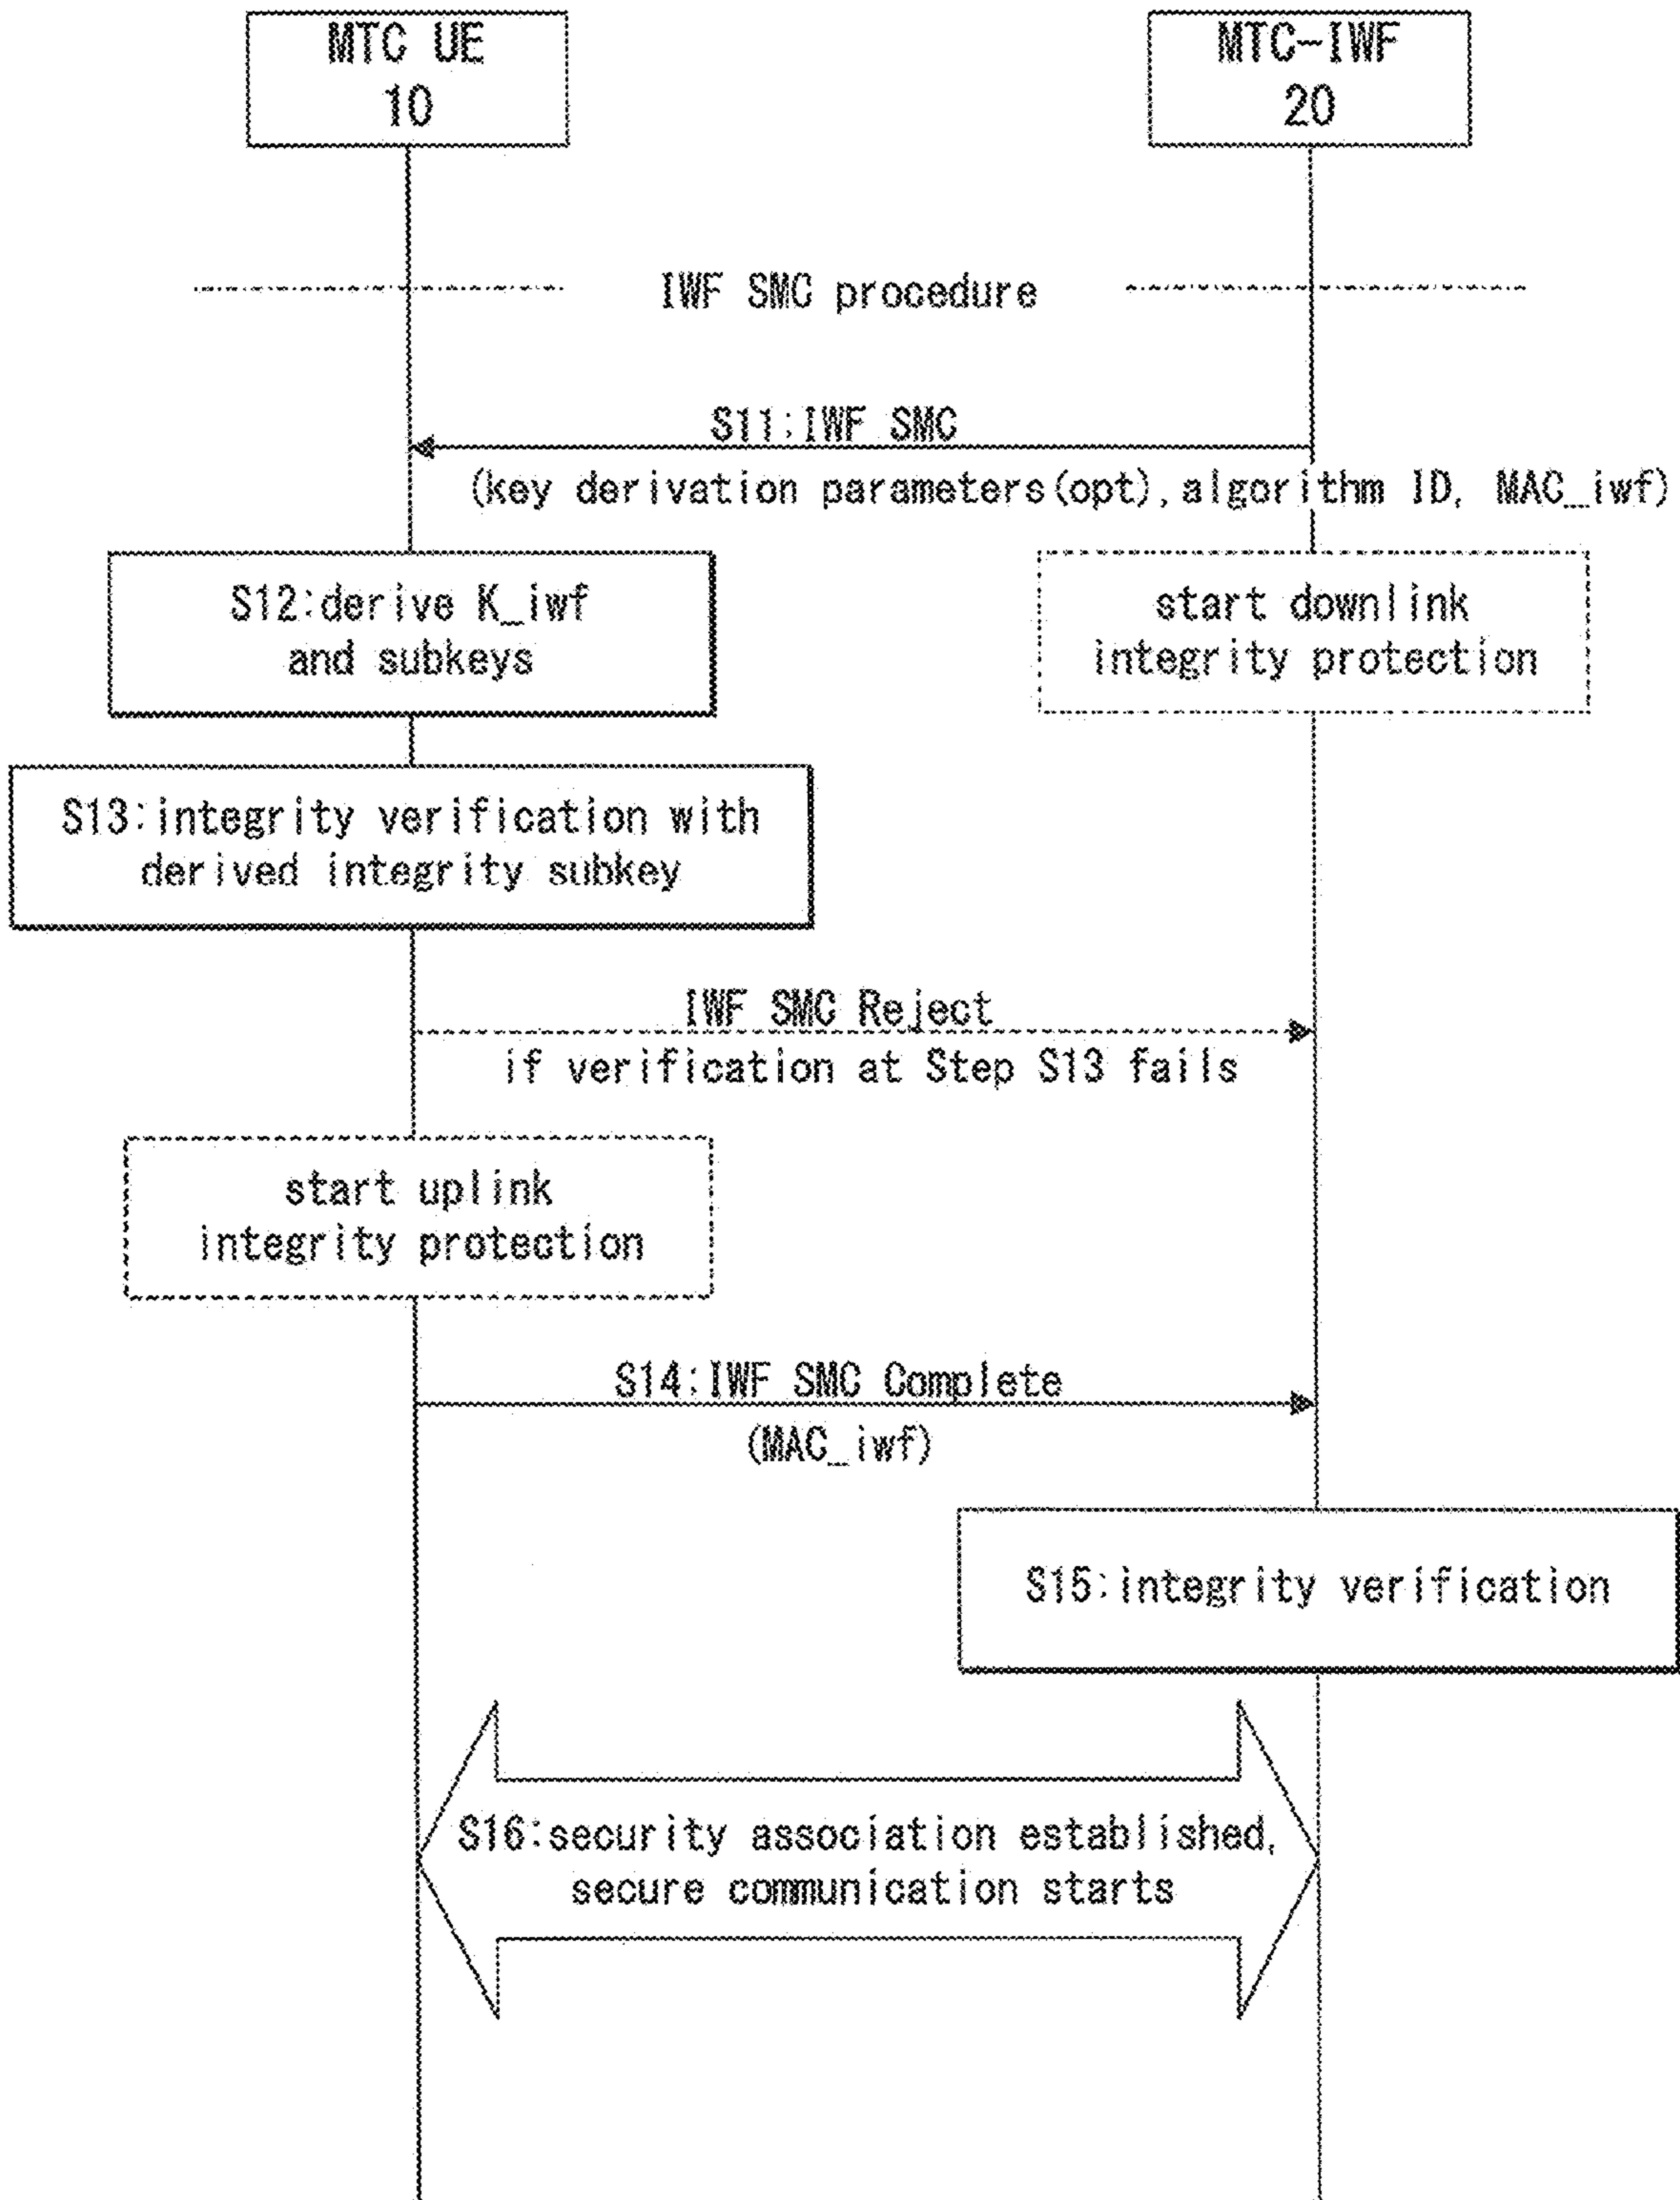 MTC UE
10
MTC-IWF
20
IWF SMC procedure
S11:IWF SMC
(key derivation parameters(opt), algorithm ID, MAC_iwf)
S12:derive K_iwf
and subkeys
start downlink
integrity protection
S13:integrity verification with
derived integrity subkey
IWF SMC Reject
if verification at Step S13 fails
start uplink
integrity protection
S14:IWF SMC Complete
(MAC_iwf)
S15:integrity verification
S16:security association established,
secure communication starts